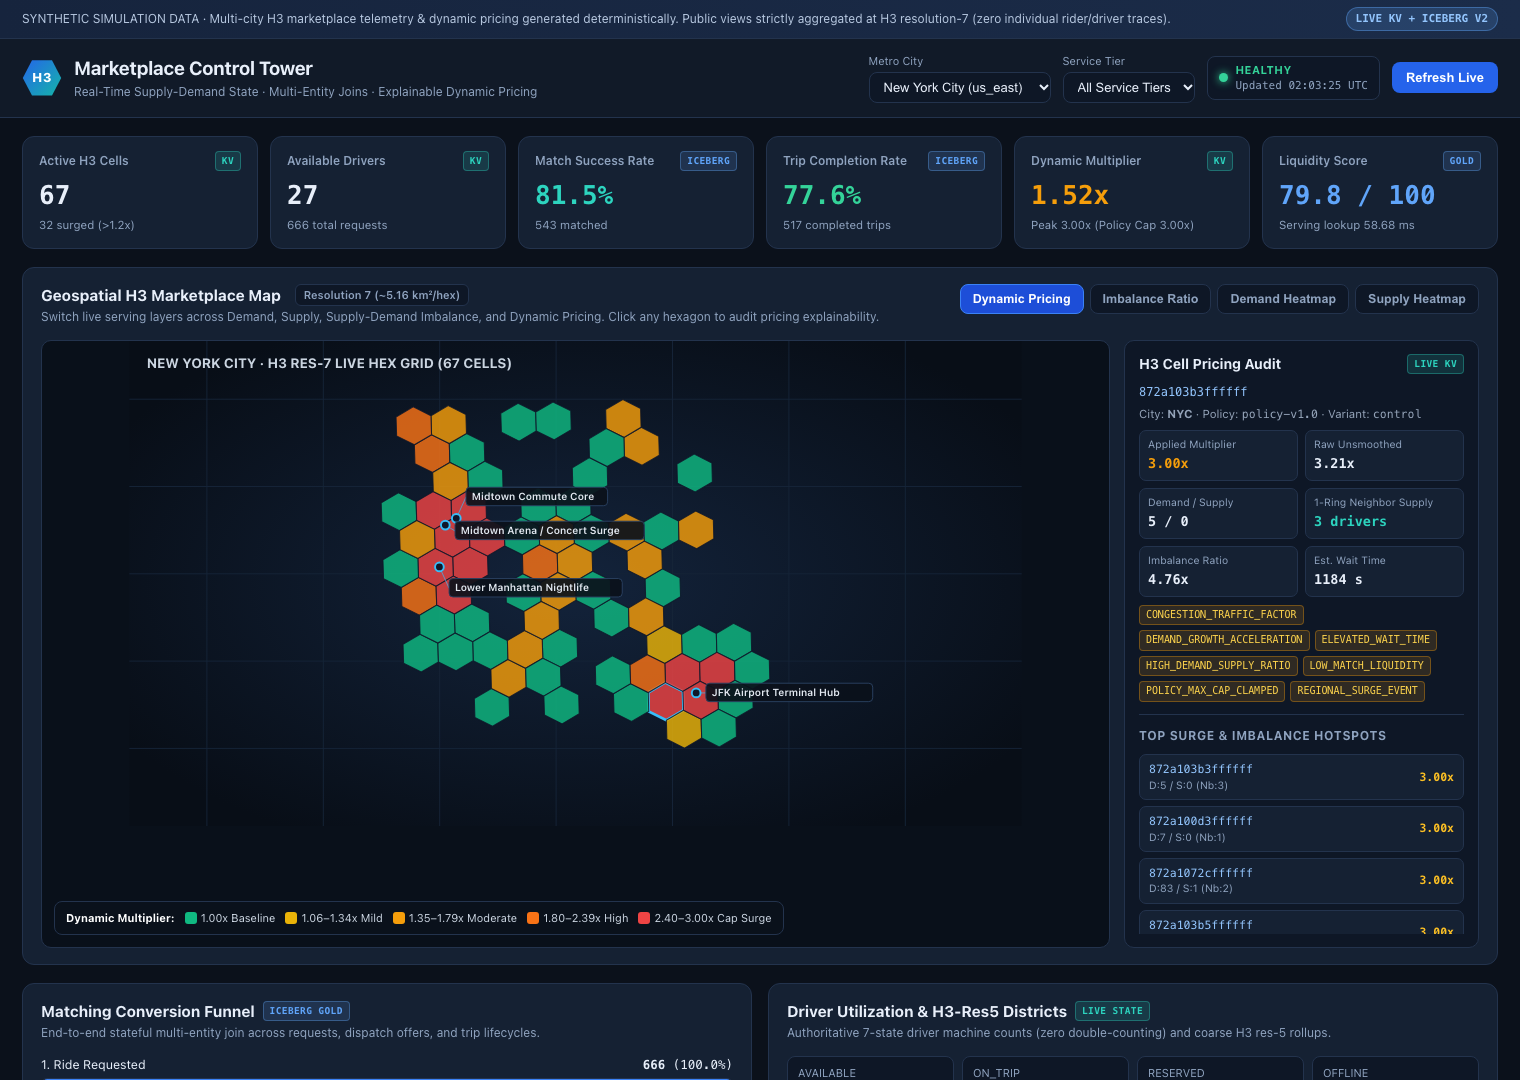 SYNTHETIC SIMULATION DATA · Multi-city H3 marketplace telemetry & dynamic pricing generated deterministically. Public views strictly aggregated at H3 resolution-7 (zero individual rider/driver traces).
LIVE KV + ICEBERG V2
H3
Marketplace Control Tower
Real-Time Supply-Demand State · Multi-Entity Joins · Explainable Dynamic Pricing
Metro City
New York City (us_east)
Service Tier
All Service Tiers
HEALTHY
Updated 02:03:25 UTC
Refresh Live
Active H3 Cells
KV
67
32 surged (>1.2x)
Available Drivers
KV
27
666 total requests
Match Success Rate
ICEBERG
81.5%
543 matched
Trip Completion Rate
ICEBERG
77.6%
517 completed trips
Dynamic Multiplier
KV
1.52x
Peak 3.00x (Policy Cap 3.00x)
Liquidity Score
GOLD
79.8 / 100
Serving lookup 58.68 ms
Geospatial H3 Marketplace Map
Resolution 7 (~5.16 km²/hex)
Switch live serving layers across Demand, Supply, Supply-Demand Imbalance, and Dynamic Pricing. Click any hexagon to audit pricing explainability.
Dynamic Pricing
Imbalance Ratio
Demand Heatmap
Supply Heatmap
NEW YORK CITY · H3 RES-7 LIVE HEX GRID (67 CELLS)
Midtown Commute Core
Midtown Arena / Concert Surge
Lower Manhattan Nightlife
JFK Airport Terminal Hub
Dynamic Multiplier:
1.00x Baseline
1.06–1.34x Mild
1.35–1.79x Moderate
1.80–2.39x High
2.40–3.00x Cap Surge
H3 Cell Pricing Audit
LIVE KV
872a103b3ffffff
City: NYC · Policy: policy-v1.0 · Variant: control
Applied Multiplier
3.00x
Raw Unsmoothed
3.21x
Demand / Supply
5 / 0
1-Ring Neighbor Supply
3 drivers
Imbalance Ratio
4.76x
Est. Wait Time
1184 s
CONGESTION_TRAFFIC_FACTOR
DEMAND_GROWTH_ACCELERATION
ELEVATED_WAIT_TIME
HIGH_DEMAND_SUPPLY_RATIO
LOW_MATCH_LIQUIDITY
POLICY_MAX_CAP_CLAMPED
REGIONAL_SURGE_EVENT
TOP SURGE & IMBALANCE HOTSPOTS
872a103b3ffffff
D:5 / S:0 (Nb:3)
3.00x
872a100d3ffffff
D:7 / S:0 (Nb:1)
3.00x
872a1072cffffff
D:83 / S:1 (Nb:2)
3.00x
872a103b5ffffff
3.00x
Matching Conversion Funnel
ICEBERG GOLD
End-to-end stateful multi-entity join across requests, dispatch offers, and trip lifecycles.
1. Ride Requested
666 (100.0%)
Driver Utilization & H3-Res5 Districts
LIVE STATE
Authoritative 7-state driver machine counts (zero double-counting) and coarse H3 res-5 rollups.
AVAILABLE
ON_TRIP
RESERVED
OFFLINE